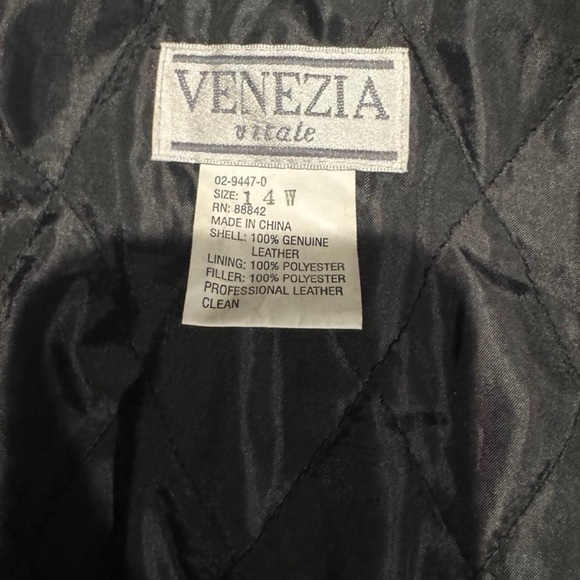 VENEZIA
vitale
02-9447-0
SIZE: 14W
RN: 88842
MADE IN CHINA
SHELL: 100% GENUINE
LEATHER
LINING: 100% POLYESTER
FILLER: 100% POLYESTER
PROFESSIONAL LEATHER
CLEAN